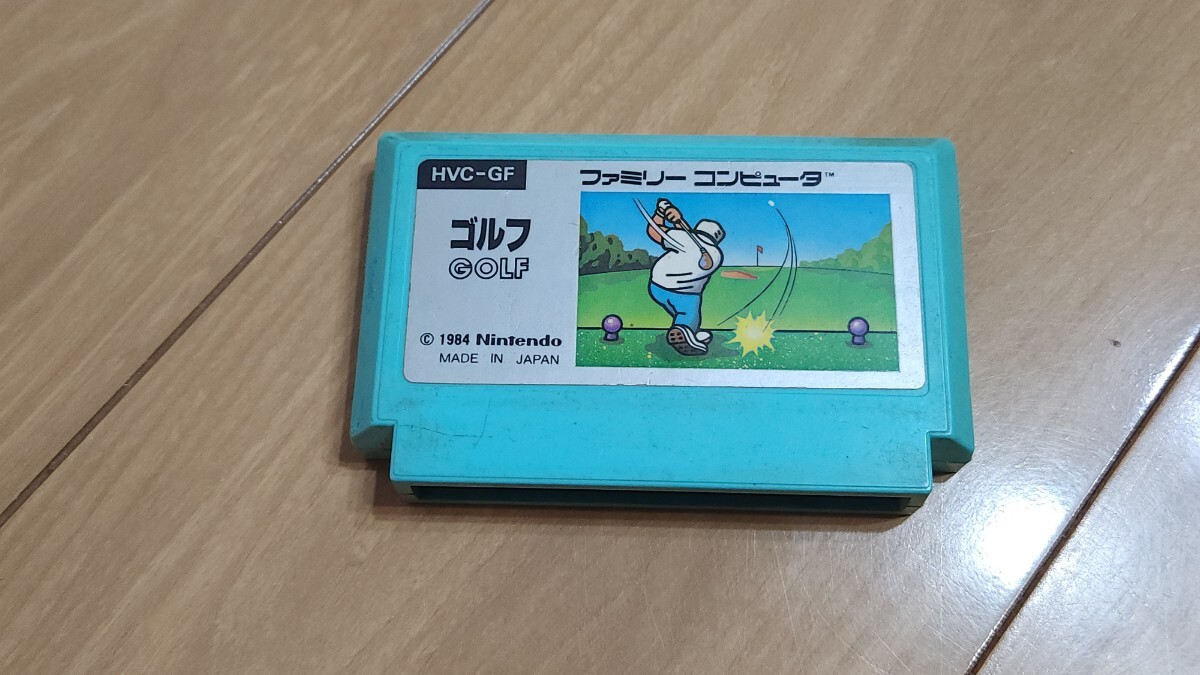 HVC-GF
ファミリー コンピュータ™
ゴルフ
GOLF
© 1984 Nintendo
MADE IN JAPAN